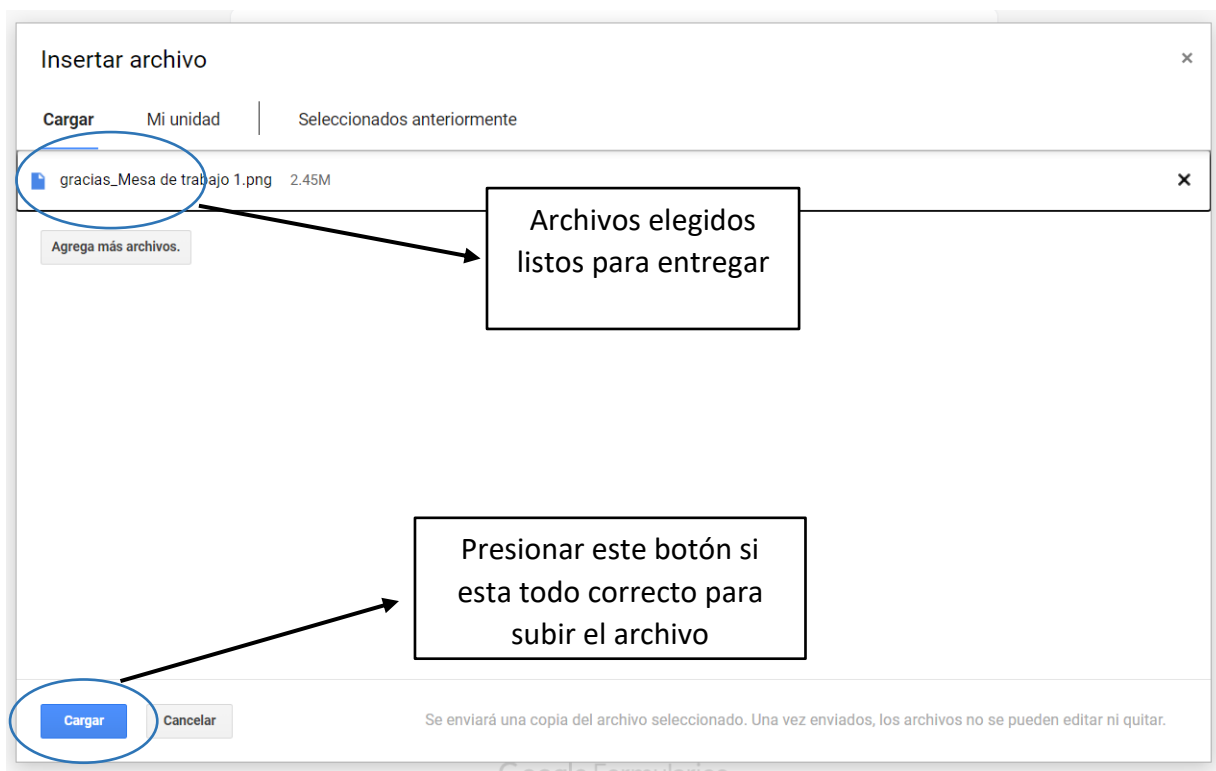 Insertar archivo
×
Cargar Mi unidad Seleccionados anteriormente
gracias_Mesa de trabajo 1.png 2.45M
Agrega más archivos.
Archivos elegidos
listos para entregar
Presionar este botón si
esta todo correcto para
subir el archivo
Cargar Cancelar Se enviará una copia del archivo seleccionado. Una vez enviados, los archivos no se pueden editar ni quitar.
Google Formularios